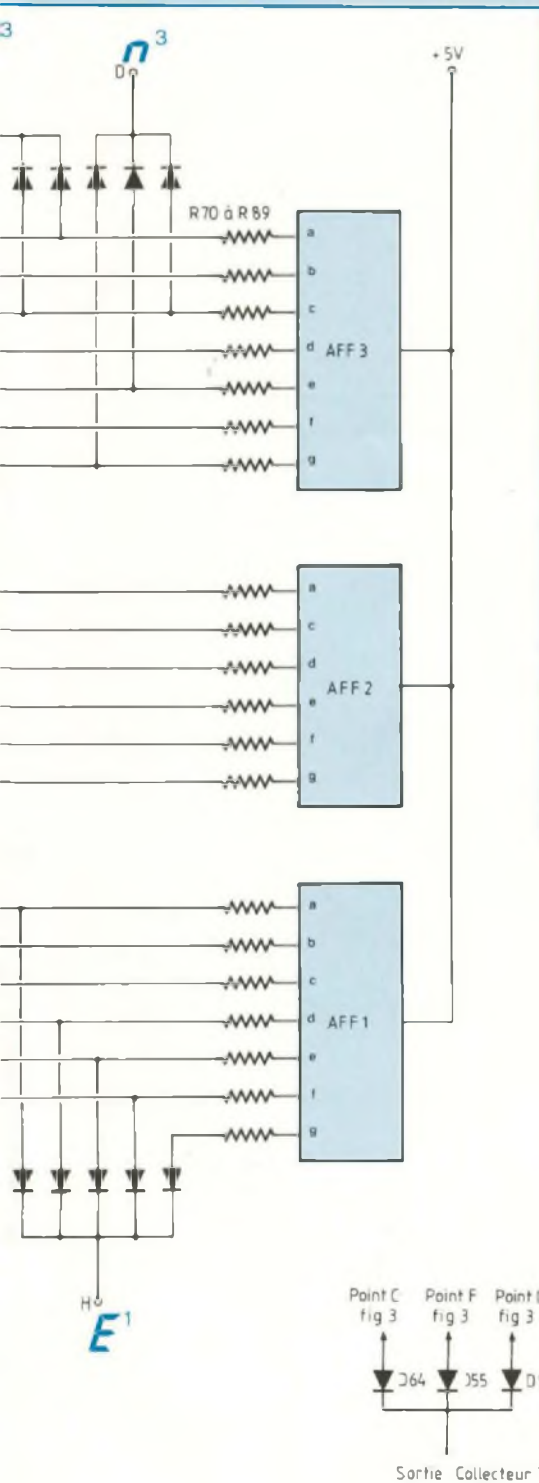 3
n 3
D
+ 5V
R70 à R89
a
b
c
d AFF 3
e
f
g
a
c
d
AFF 2
e
f
g
a
b
c
d AFF 1
e
f
g
H
E 1
Point C Point F Point
fig 3 fig 3 fig 3
D64 D55 D
Sortie Collecteur